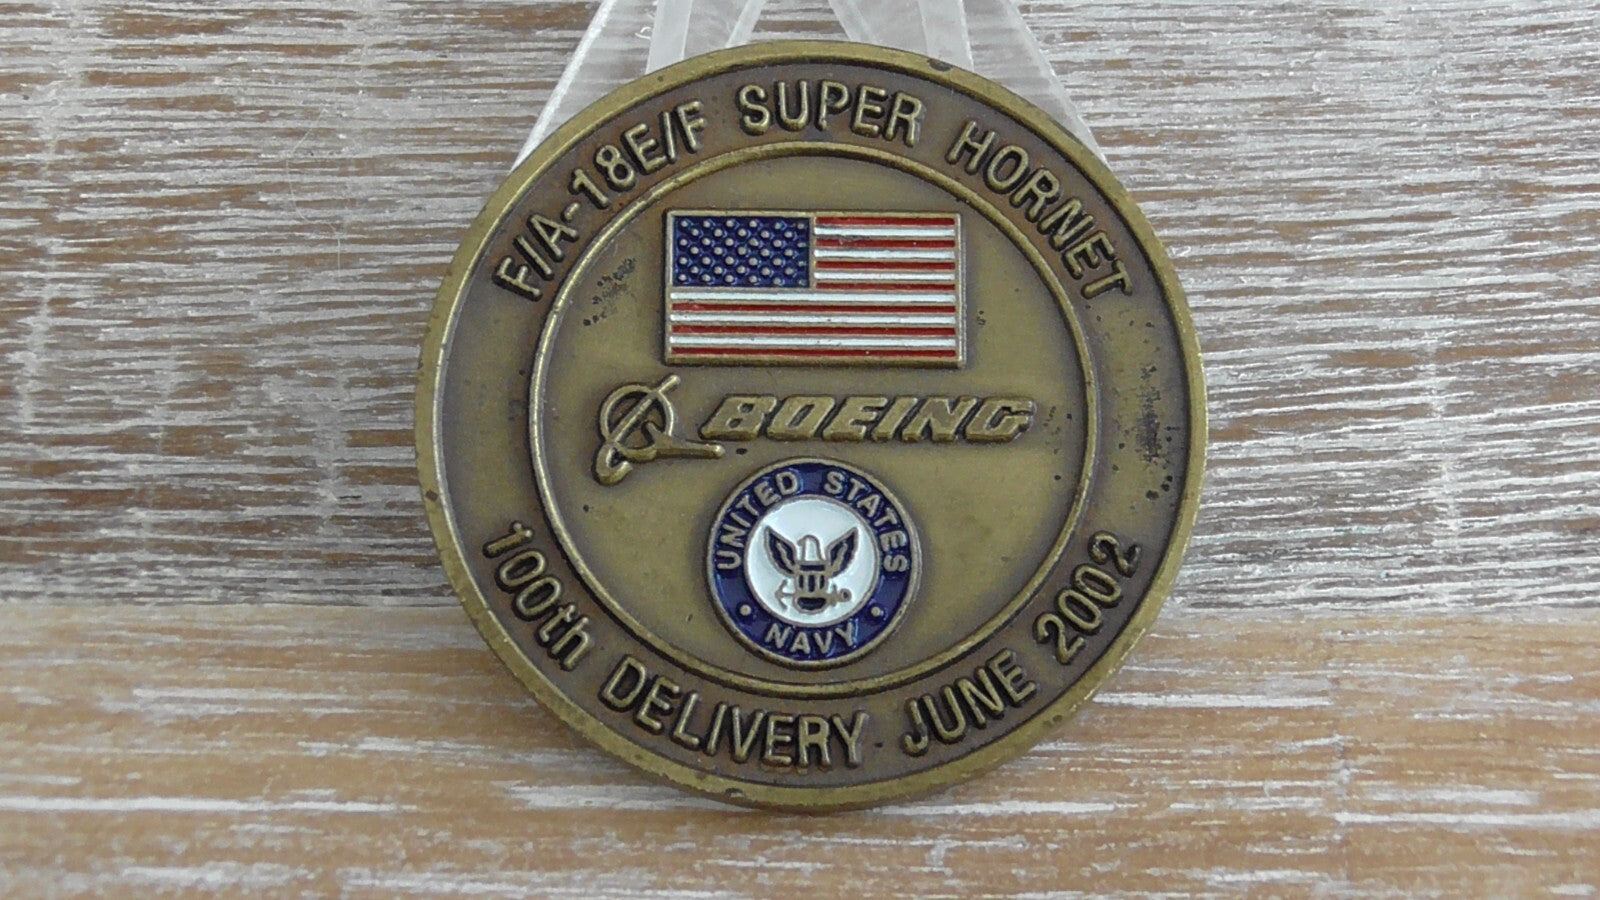 F/A-18E/F SUPER HORNET
BOEING
UNITED STATES
NAVY
100th DELIVERY JUNE 2002